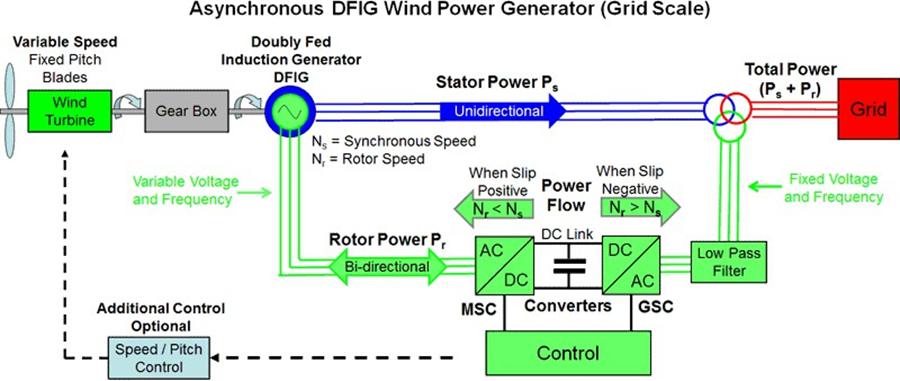 Asynchronous DFIG Wind Power Generator (Grid Scale)
Variable Speed
Fixed Pitch
Blades
Wind
Turbine
Gear Box
Doubly Fed
Induction Generator
DFIG
Stator Power Ps
Unidirectional
Total Power
(Ps + Pr)
Grid
NS = Synchronous Speed
Nr = Rotor Speed
Variable Voltage
and Frequency
When Slip
Positive
Nr < Ns
Power
Flow
When Slip
Negative
Nr > Ns
Fixed Voltage
and Frequency
Rotor Power Pr
Bi-directional
AC
DC
DC Link
DC
AC
Low Pass
Filter
MSC
Converters
GSC
Control
Additional Control
Optional
Speed / Pitch
Control